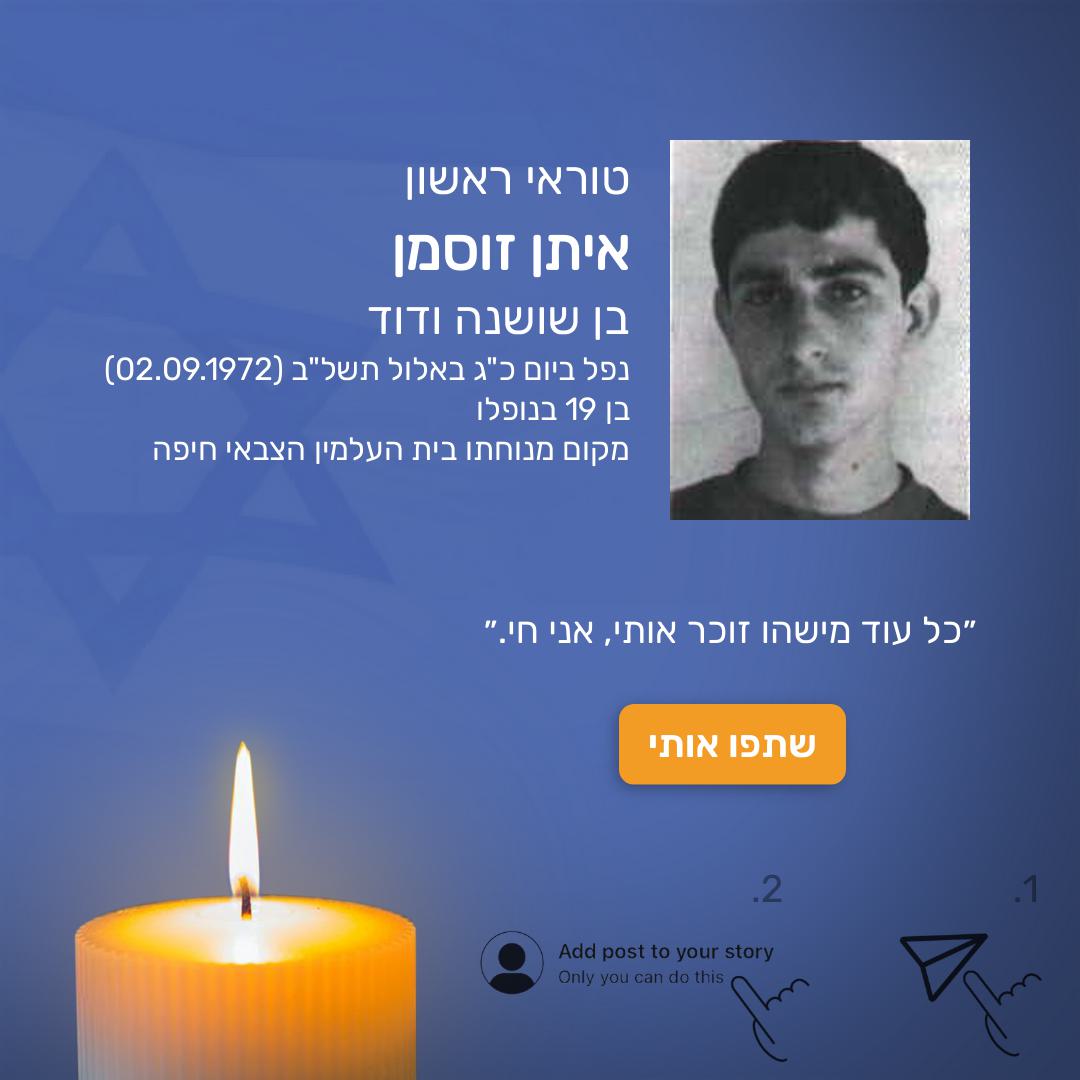 טוראי ראשון
איתן זוסמן
בן שושנה ודוד
נפל ביום כ"ג באלול תשל"ב (02.09.1972)
בן 19 בנופלו
מקום מנוחתו בית העלמין הצבאי חיפה
״כל עוד מישהו זוכר אותי, אני חי.״
שתפו אותי
.1
.2
Add post to your story
Only you can do this